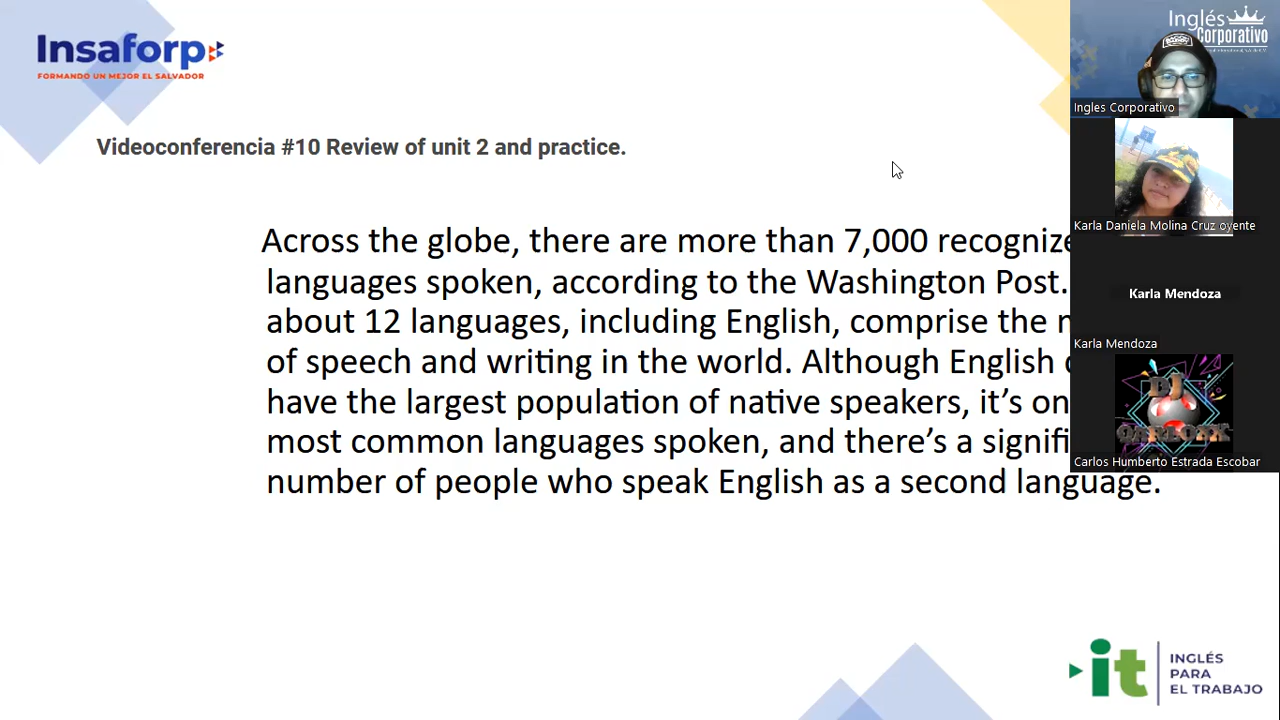 Insaforp
FORMANDO UN MEJOR EL SALVADOR
Videoconferencia #10 Review of unit 2 and practice.
Across the globe, there are more than 7,000
languages spoken, according to the Washington Post.
about 12 languages, including English, comprise the
of speech and writing in the world. Although English
have the largest population of native speakers, it's
most common languages spoken, and there's a
number of people who speak English as a second language.
Inglés
Corporativo
Ingles Corporativo
Karla Daniela Molina Cruz oyente
Karla Mendoza
Karla Mendoza
DJ
Carlos Humberto Estrada Escobar
it
INGLÉS
PARA
EL TRABAJO